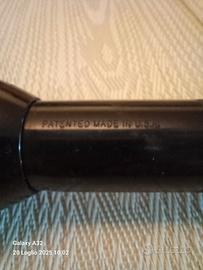 PATENTED MADE IN U.S.A
Galaxy A32
20 Luglio 2025 10:02